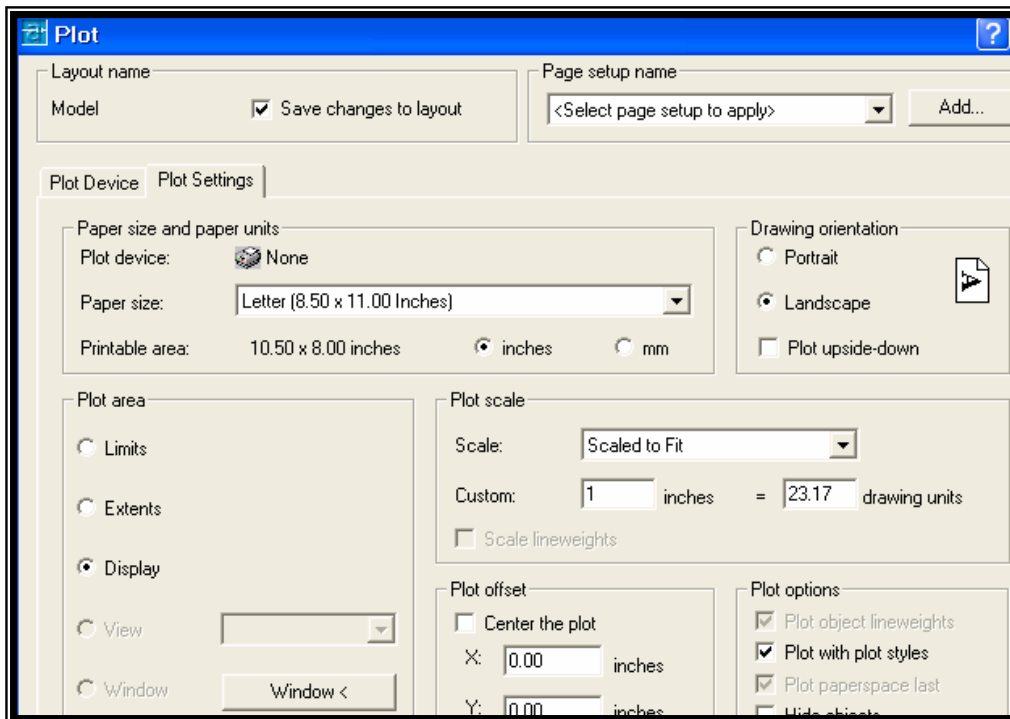 Plot
?
Layout name
Model
Save changes to layout
Page setup name
<Select page setup to apply>
Add...
Plot Device
Plot Settings
Paper size and paper units
Plot device:
None
Paper size:
Letter (8.50 x 11.00 Inches)
Printable area:
10.50 x 8.00 inches
inches
mm
Drawing orientation
Portrait
Landscape
A
Plot upside-down
Plot area
Limits
Extents
Display
View
Window
Window <
Plot scale
Scale:
Scaled to Fit
Custom:
1
inches
=
23.17
drawing units
Scale lineweights
Plot offset
Center the plot
X:
0.00
inches
Y:
0.00
inches
Plot options
Plot object lineweights
Plot with plot styles
Plot paperspace last
Hide objects